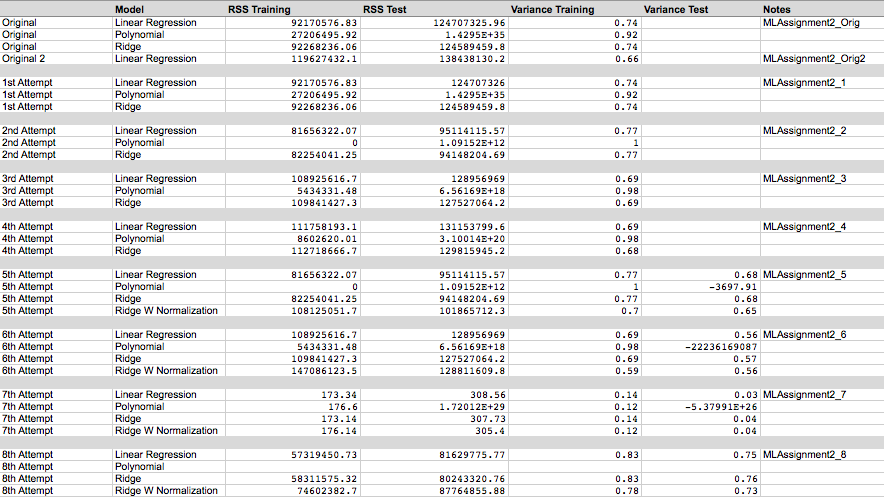 Model RSS Training RSS Test Variance Training Variance Test Notes
Original Linear Regression 92170576.83 124707325.96 0.74 MLAssignment2_Orig
Original Polynomial 27206495.92 1.4295E+35 0.92
Original Ridge 92268236.06 124589459.8 0.74
Original 2 Linear Regression 119627432.1 138438130.2 0.66 MLAssignment2_Orig2
1st Attempt Linear Regression 92170576.83 124707326 0.74 MLAssignment2_1
1st Attempt Polynomial 27206495.92 1.4295E+35 0.92
1st Attempt Ridge 92268236.06 124589459.8 0.74
2nd Attempt Linear Regression 81656322.07 95114115.57 0.77 MLAssignment2_2
2nd Attempt Polynomial 0 1.09152E+12 1
2nd Attempt Ridge 82254041.25 94148204.69 0.77
3rd Attempt Linear Regression 108925616.7 128956969 0.69 MLAssignment2_3
3rd Attempt Polynomial 5434331.48 6.56169E+18 0.98
3rd Attempt Ridge 109841427.3 127527064.2 0.69
4th Attempt Linear Regression 111758193.1 131153799.6 0.69 MLAssignment2_4
4th Attempt Polynomial 8602620.01 3.10014E+20 0.98
4th Attempt Ridge 112718666.7 129815945.2 0.68
5th Attempt Linear Regression 81656322.07 95114115.57 0.77 0.68 MLAssignment2_5
5th Attempt Polynomial 0 1.09152E+12 1 -3697.91
5th Attempt Ridge 82254041.25 94148204.69 0.77 0.68
5th Attempt Ridge W Normalization 108125051.7 101865712.3 0.7 0.65
6th Attempt Linear Regression 108925616.7 128956969 0.69 0.56 MLAssignment2_6
6th Attempt Polynomial 5434331.48 6.56169E+18 0.98 -22236169087
6th Attempt Ridge 109841427.3 127527064.2 0.69 0.57
6th Attempt Ridge W Normalization 147086123.5 128811609.8 0.59 0.56
7th Attempt Linear Regression 173.34 308.56 0.14 0.03 MLAssignment2_7
7th Attempt Polynomial 176.6 1.72012E+29 0.12 -5.37991E+26
7th Attempt Ridge 173.14 307.73 0.14 0.04
7th Attempt Ridge W Normalization 176.14 305.4 0.12 0.04
8th Attempt Linear Regression 57319450.73 81629775.77 0.83 0.75 MLAssignment2_8
8th Attempt Polynomial
8th Attempt Ridge 58311575.32 80243320.76 0.83 0.76
8th Attempt Ridge W Normalization 74602382.7 87764855.88 0.78 0.73